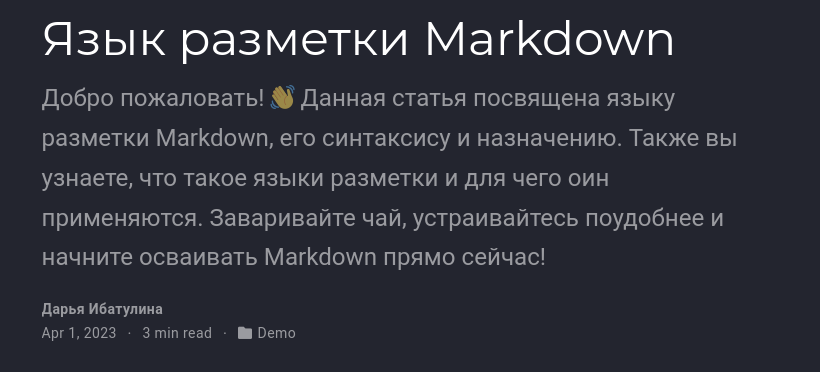 Язык разметки Markdown
Добро пожаловать! 👋 Данная статья посвящена языку
разметки Markdown, его синтаксису и назначению. Также вы
узнаете, что такое языки разметки и для чего оин
применяются. Заваривайте чай, устраивайтесь поудобнее и
начните осваивать Markdown прямо сейчас!
Дарья Ибатулина
Apr 1, 2023 · 3 min read · Demo